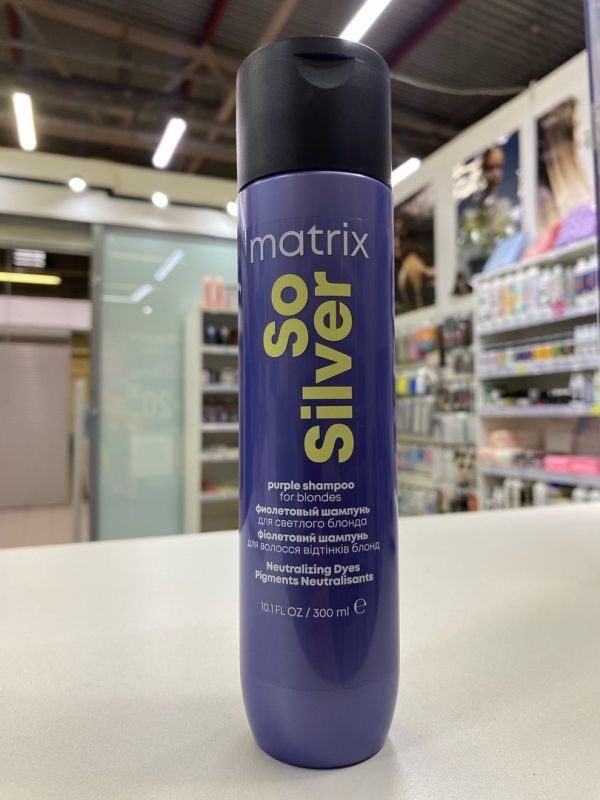 matrix
So
Silver
purple shampoo
for blondes
фиолетовый шампунь
для светлого блонда
фіолетовий шампунь
для волосся відтінків блонд
Neutralizing Dyes
Pigments Neutralisants
10.1 FL OZ / 300 ml ℮